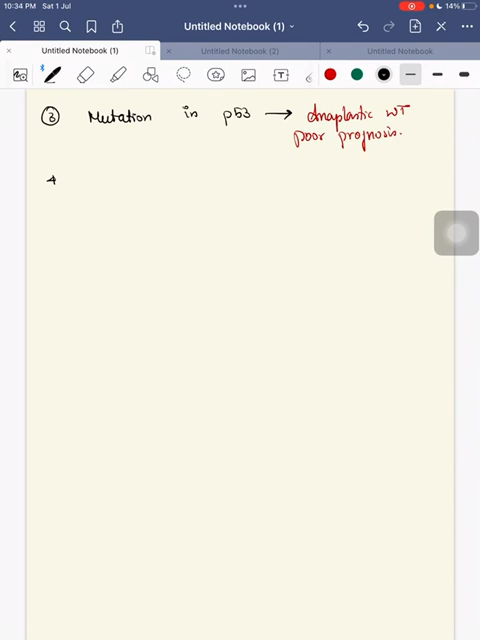 10:34 PM Sat 1 Jul
14%
Untitled Notebook (1)
Untitled Notebook (1)
Untitled Notebook (2)
Untitled Notebook
3 Mutation in p53 → Anaplastic WT
poor prognosis.